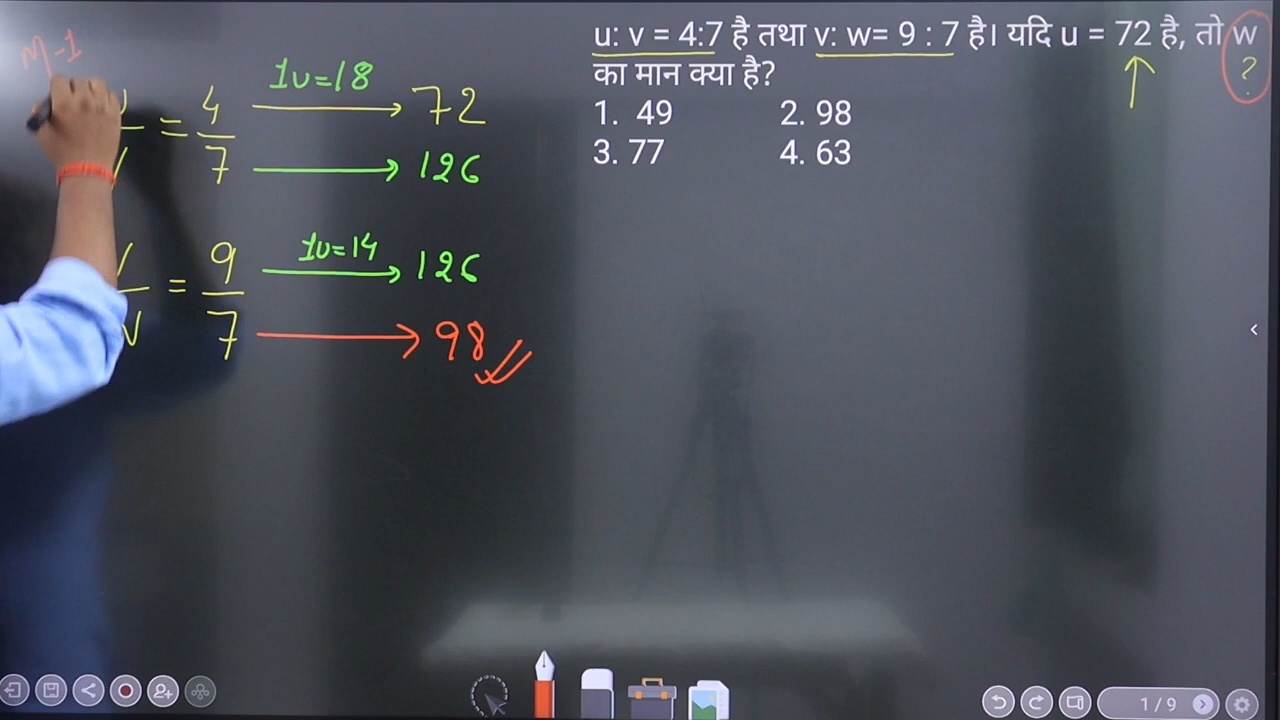 u: v = 4:7 है तथा v: w= 9 : 7 है। यदि u = 72 है, तो w
का मान क्या है?
1. 49 2. 98
3. 77 4. 63
?
M-1
= 4/7 1u=18 72
126
= 9/7 1u=14 126
98
1 / 9